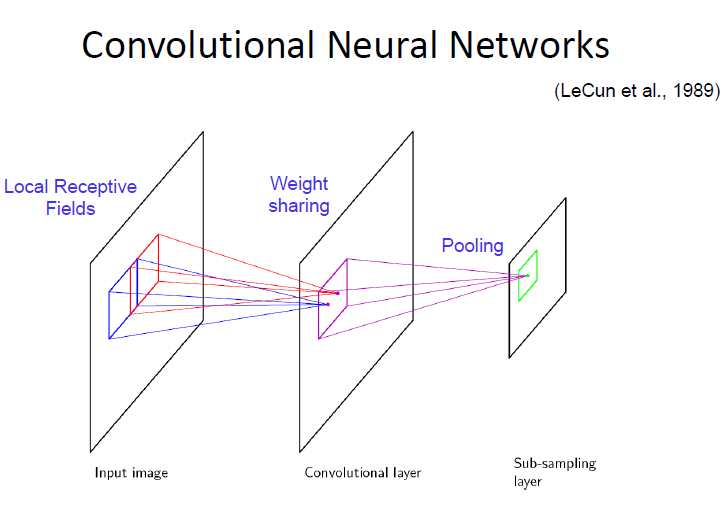 Convolutional Neural Networks
(LeCun et al., 1989)
Local Receptive
Fields
Weight
sharing
Pooling
Input image
Convolutional layer
Sub-sampling
layer